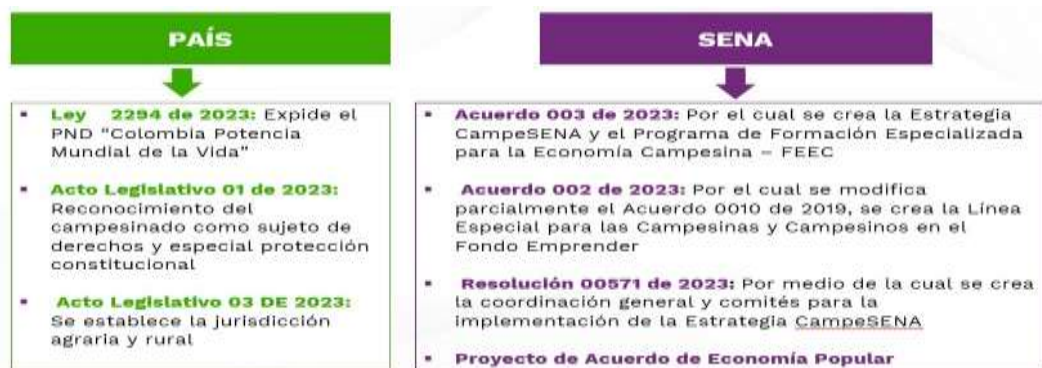 PAÍS
Ley 2294 de 2023: Expide el
PND “Colombia Potencia
Mundial de la Vida”
Acto Legislativo 01 de 2023:
Reconocimiento del
campesinado como sujeto de
derechos y especial protección
constitucional
Acto Legislativo 03 DE 2023:
Se establece la jurisdicción
agraria y rural
SENA
Acuerdo 003 de 2023: Por el cual se crea la Estrategia
CampeSENA y el Programa de Formación Especializada
para la Economía Campesina – FEEC
Acuerdo 002 de 2023: Por el cual se modifica
parcialmente el Acuerdo 0010 de 2019, se crea la Línea
Especial para las Campesinas y Campesinos en el
Fondo Emprender
Resolución 00571 de 2023: Por medio de la cual se crea
la coordinación general y comités para la
implementación de la Estrategia CampeSENA
Proyecto de Acuerdo de Economía Popular